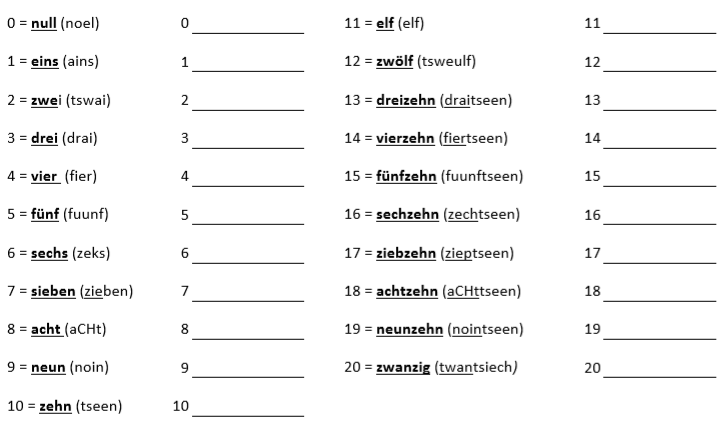 0 = null (noel) 0 ____________ 11 = elf (elf) 11 ____________
1 = eins (ains) 1 ____________ 12 = zwölf (tsweulf) 12 ____________
2 = zwei (tswai) 2 ____________ 13 = dreizehn (draitseen) 13 ____________
3 = drei (drai) 3 ____________ 14 = vierzehn (fiertseen) 14 ____________
4 = vier (fier) 4 ____________ 15 = fünfzehn (fuunftseen) 15 ____________
5 = fünf (fuunf) 5 ____________ 16 = sechzehn (zechtseen) 16 ____________
6 = sechs (zeks) 6 ____________ 17 = ziebzehn (zieptseen) 17 ____________
7 = sieben (zieben) 7 ____________ 18 = achtzehn (aCHttseen) 18 ____________
8 = acht (aCHt) 8 ____________ 19 = neunzehn (nointseen) 19 ____________
9 = neun (noin) 9 ____________ 20 = zwanzig (twantsiech) 20 ____________
10 = zehn (tseen) 10 ____________